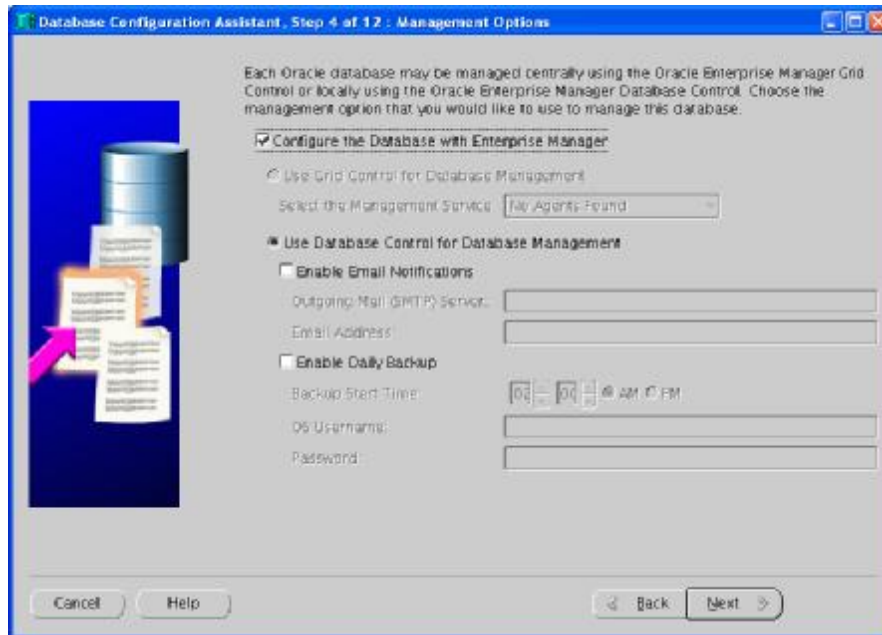 Database Configuration Assistant, Step 4 of 12 : Management Options
Each Oracle database may be managed centrally using the Oracle Enterprise Manager Grid
Control or locally using the Oracle Enterprise Manager Database Control. Choose the
management option that you would like to use to manage this database.
Configure the Database with Enterprise Manager
Use Grid Control for Database Management
Select the Management Service No Agents Found
Use Database Control for Database Management
Enable Email Notifications
Outgoing Mail (SMTP) Server:
Email Address:
Enable Daily Backup
Backup Start Time: AM PM
OS Username:
Password:
Cancel Help Back Next